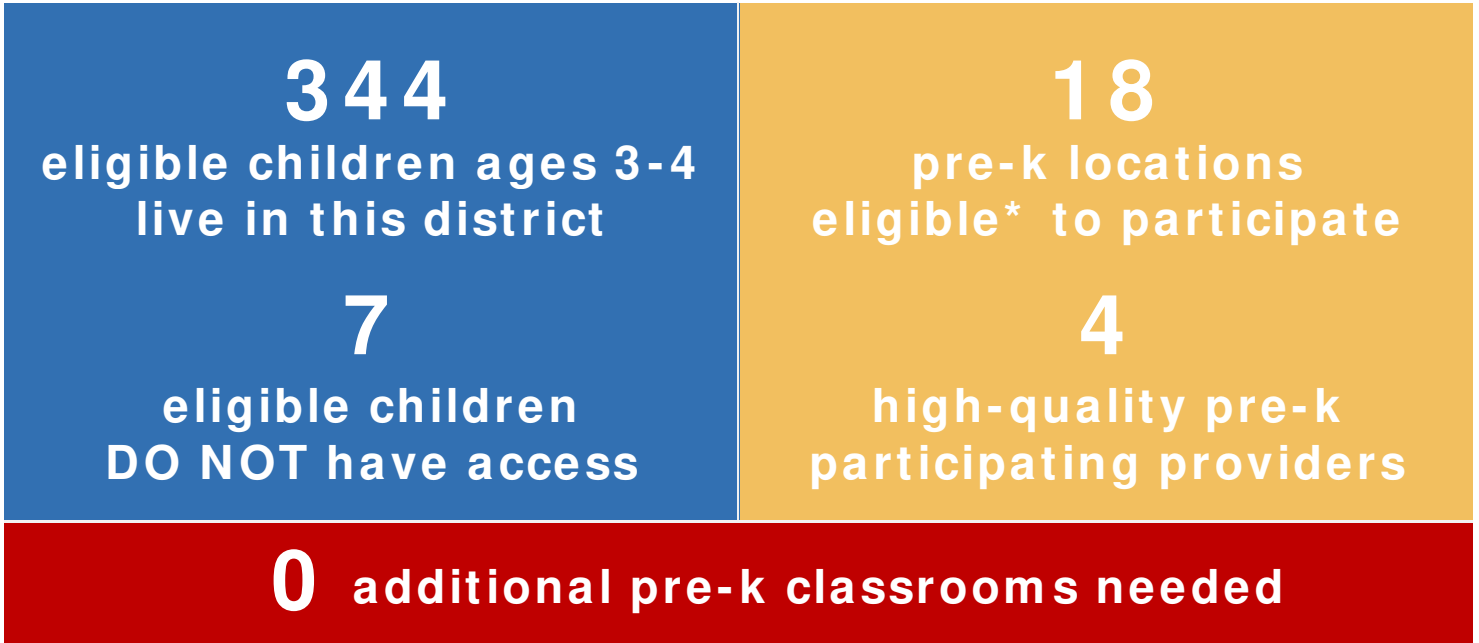 344
eligible children ages 3-4
live in this district
7
eligible children
DO NOT have access
18
pre-k locations
eligible* to participate
4
high-quality pre-k
participating providers
0 additional pre-k classrooms needed